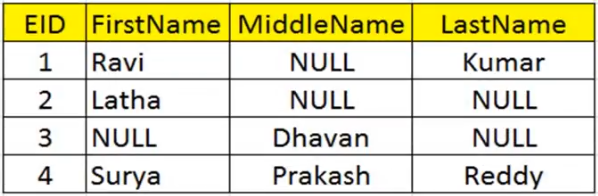 EID FirstName MiddleName LastName
1 Ravi NULL Kumar
2 Latha NULL NULL
3 NULL Dhavan NULL
4 Surya Prakash Reddy